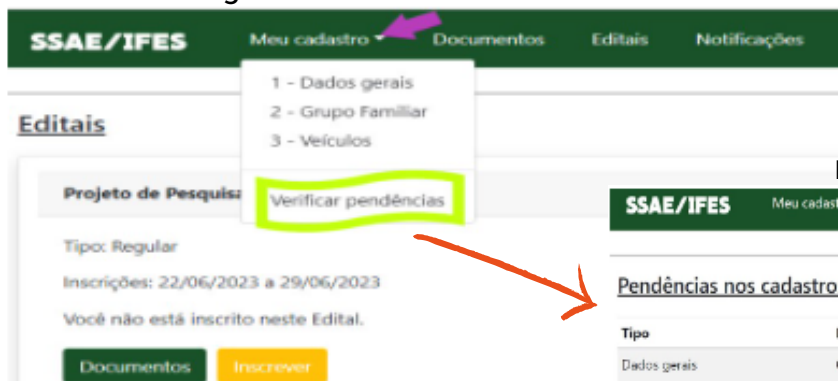 SSAE/IFES Meu cadastro Documentos Editais Notificações
1 - Dados gerais
2 - Grupo Familiar
3 - Veículos
Verificar pendências
Editais
Projeto de Pesquisa
Tipo: Regular
Inscrições: 22/06/2023 a 29/06/2023
Você não está inscrito neste Edital.
Documentos Inscrever
SSAE/IFES Meu cadast
Pendências nos cadastro
Tipo
Dados gerais